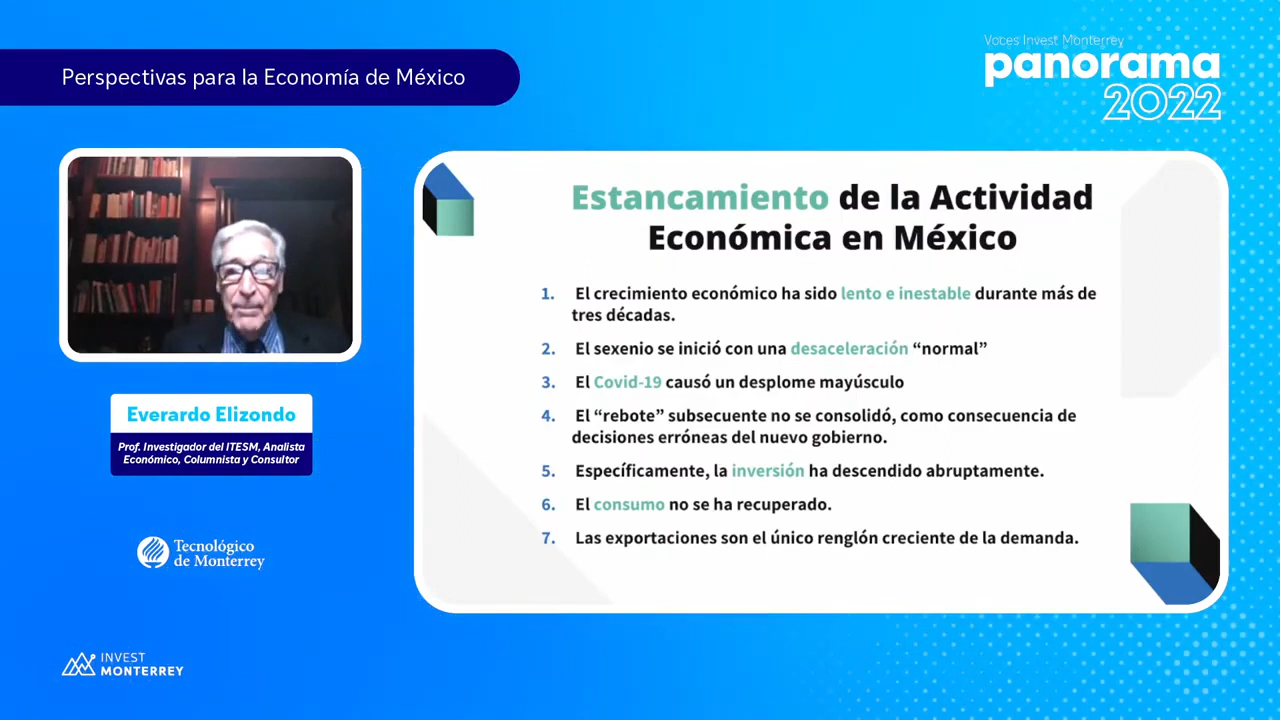 Perspectivas para la Economía de México
Voces Invest Monterrey
panorama
2022
Everardo Elizondo
Prof. Investigador del ITESM, Analista
Económico, Columnista y Consultor
Tecnológico
de Monterrey
INVEST
MONTERREY
Estancamiento de la Actividad
Económica en México
1. El crecimiento económico ha sido lento e inestable durante más de
tres décadas.
2. El sexenio se inició con una desaceleración “normal”
3. El Covid-19 causó un desplome mayúsculo
4. El “rebote” subsecuente no se consolidó, como consecuencia de
decisiones erróneas del nuevo gobierno.
5. Específicamente, la inversión ha descendido abruptamente.
6. El consumo no se ha recuperado.
7. Las exportaciones son el único renglón creciente de la demanda.